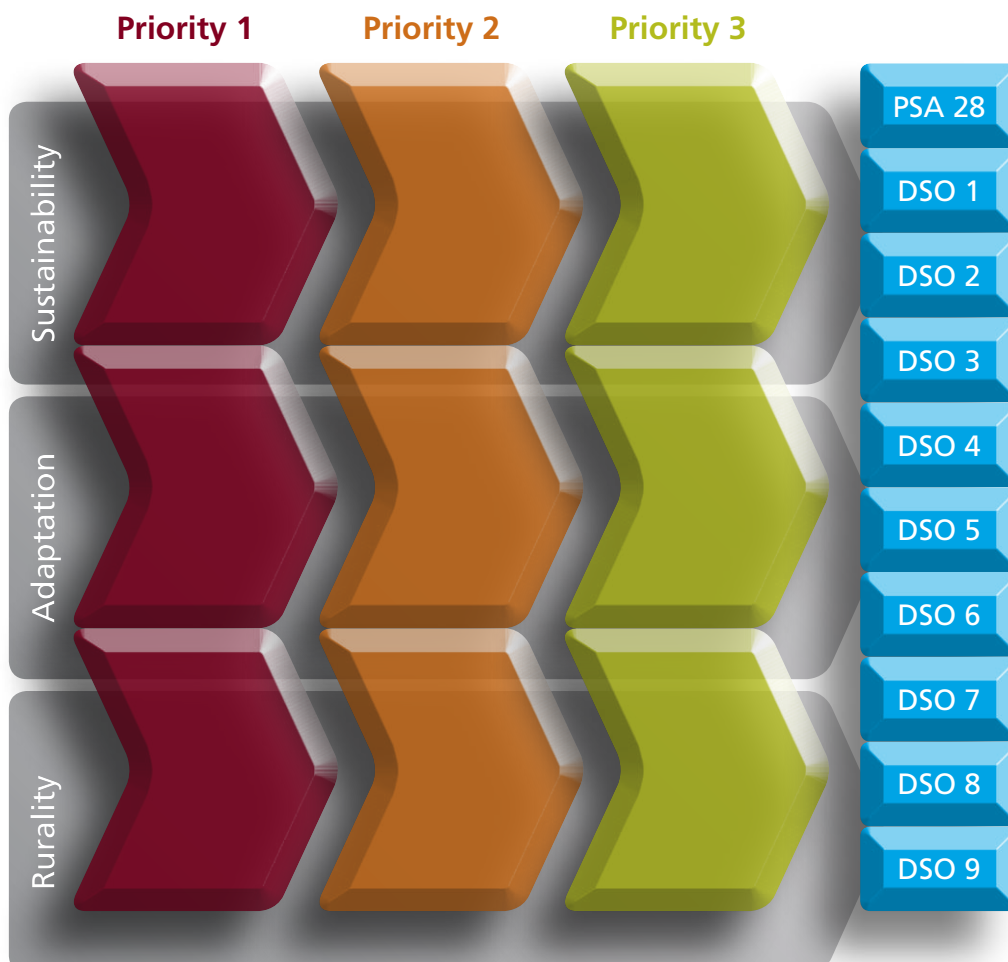 Priority 1
Priority 2
Priority 3
Sustainability
Adaptation
Rurality
PSA 28
DSO 1
DSO 2
DSO 3
DSO 4
DSO 5
DSO 6
DSO 7
DSO 8
DSO 9